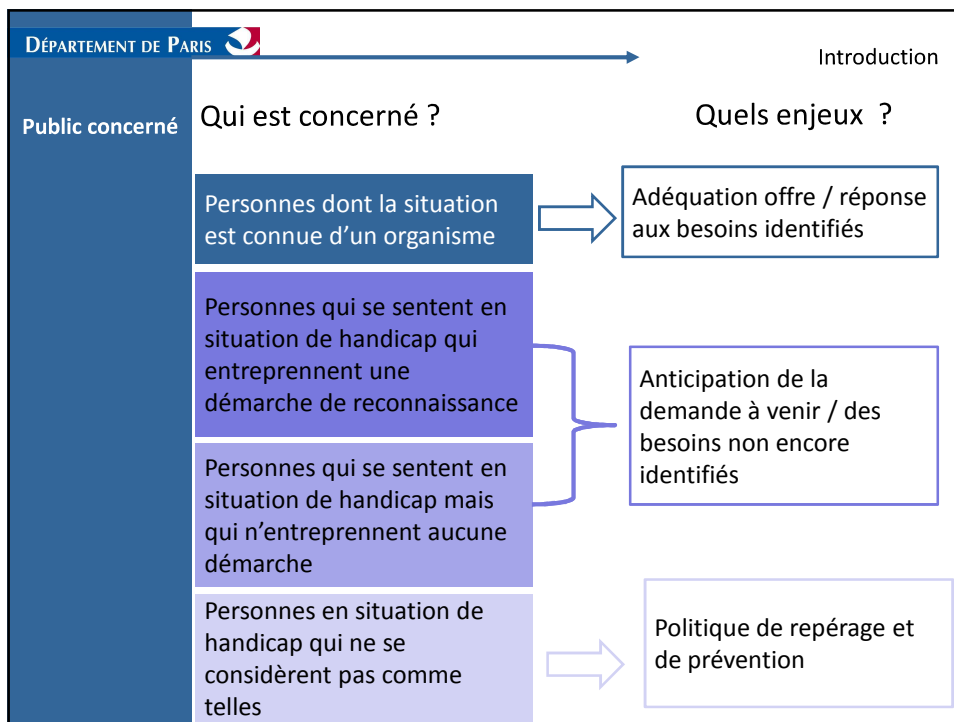 DÉPARTEMENT DE PARIS
Introduction
Public concerné
Qui est concerné ?
Quels enjeux ?
Personnes dont la situation
est connue d’un organisme
Adéquation offre / réponse
aux besoins identifiés
Personnes qui se sentent en
situation de handicap qui
entreprennent une
démarche de reconnaissance
Personnes qui se sentent en
situation de handicap mais
qui n’entreprennent aucune
démarche
Anticipation de la
demande à venir / des
besoins non encore
identifiés
Personnes en situation de
handicap qui ne se
considèrent pas comme
telles
Politique de repérage et
de prévention